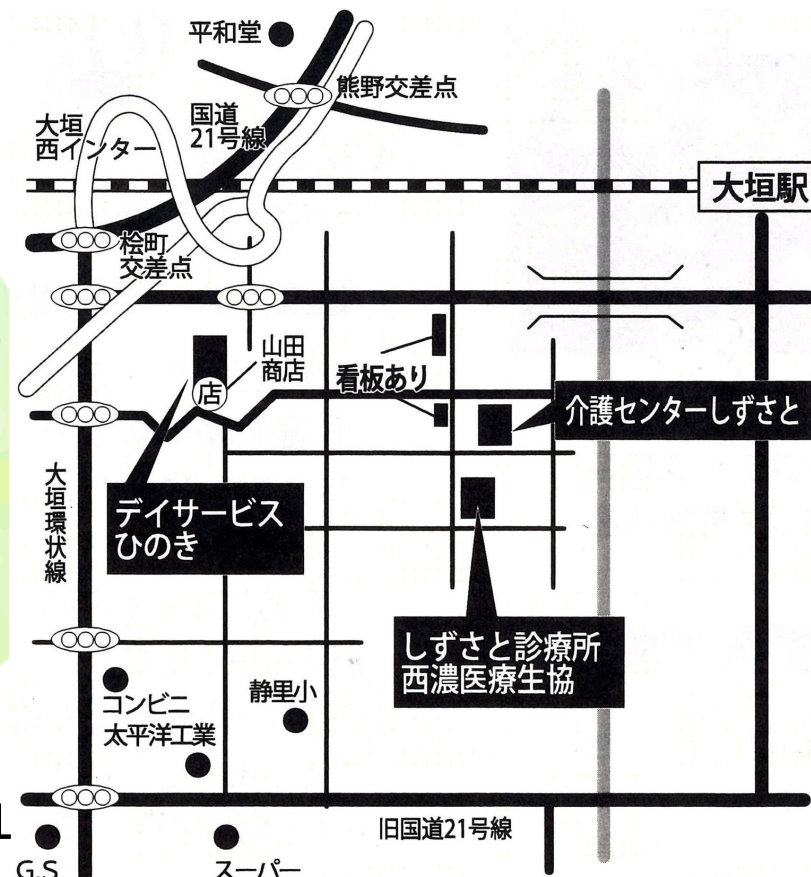 平和堂
熊野交差点
国道
21号線
大垣
西インター
大垣駅
桧町
交差点
山田
商店
店
看板あり
介護センターしずさと
デイサービス
ひのき
大垣環状線
しずさと診療所
西濃医療生協
静里小
コンビニ
太平洋工業
旧国道21号線
1
G.S
スーパー